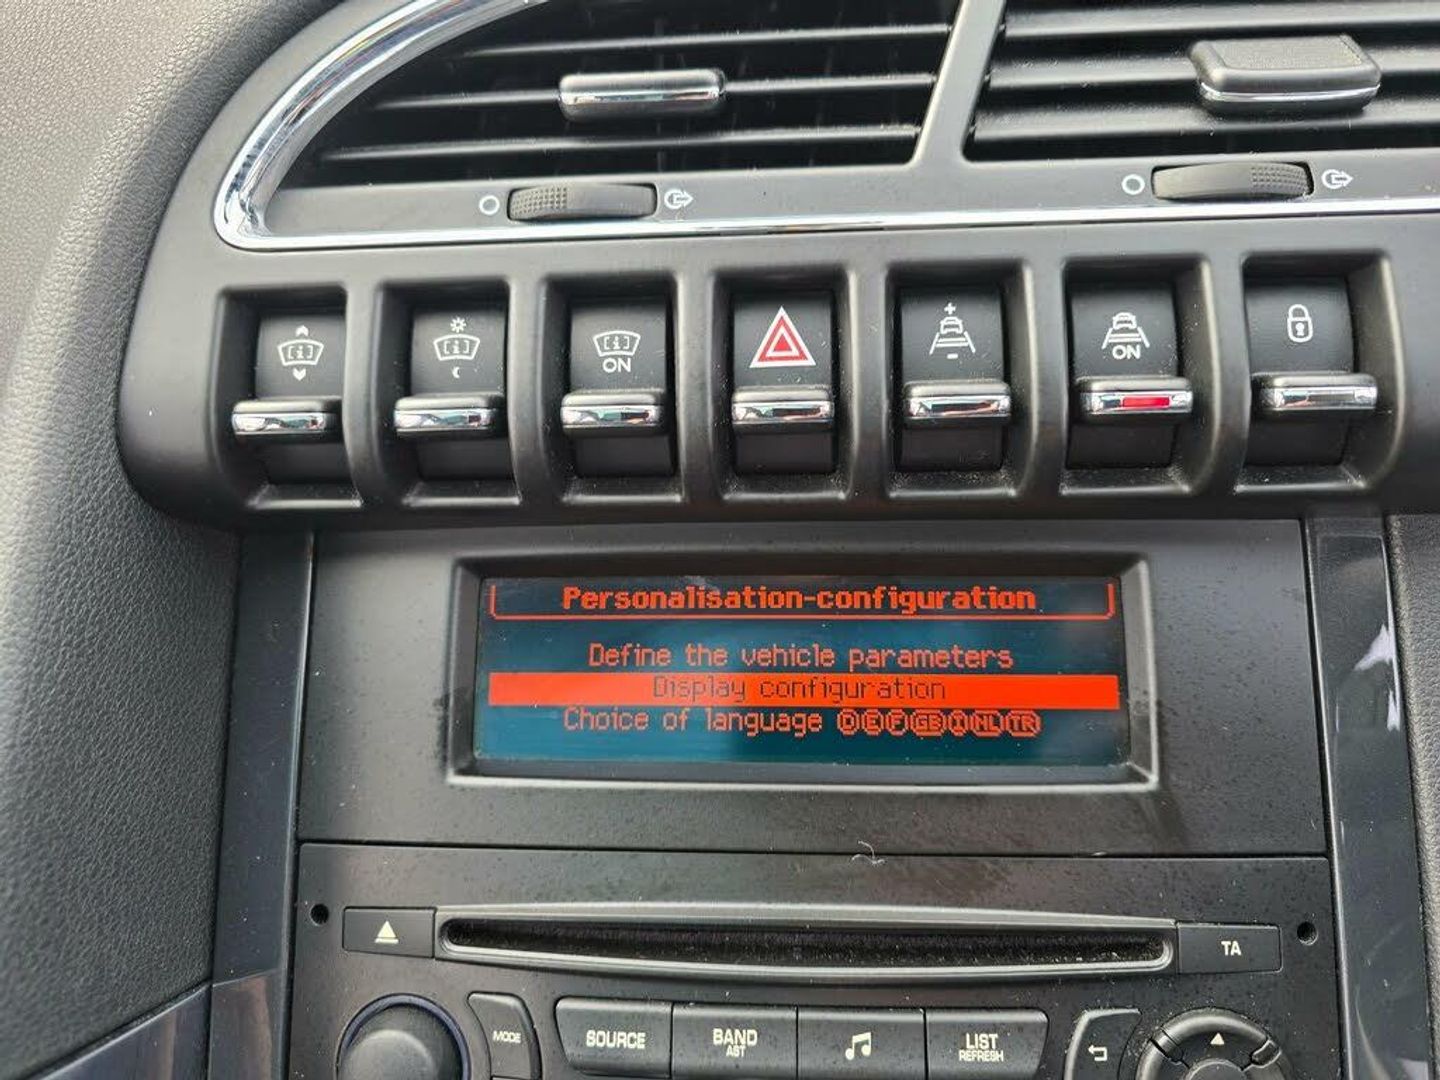 ON
ON
Personalisation-configuration
Define the vehicle parameters
Display configuration
Choice of language D E F GB I NL TR
TA
MODE
SOURCE
BAND
AST
LIST
REFRESH